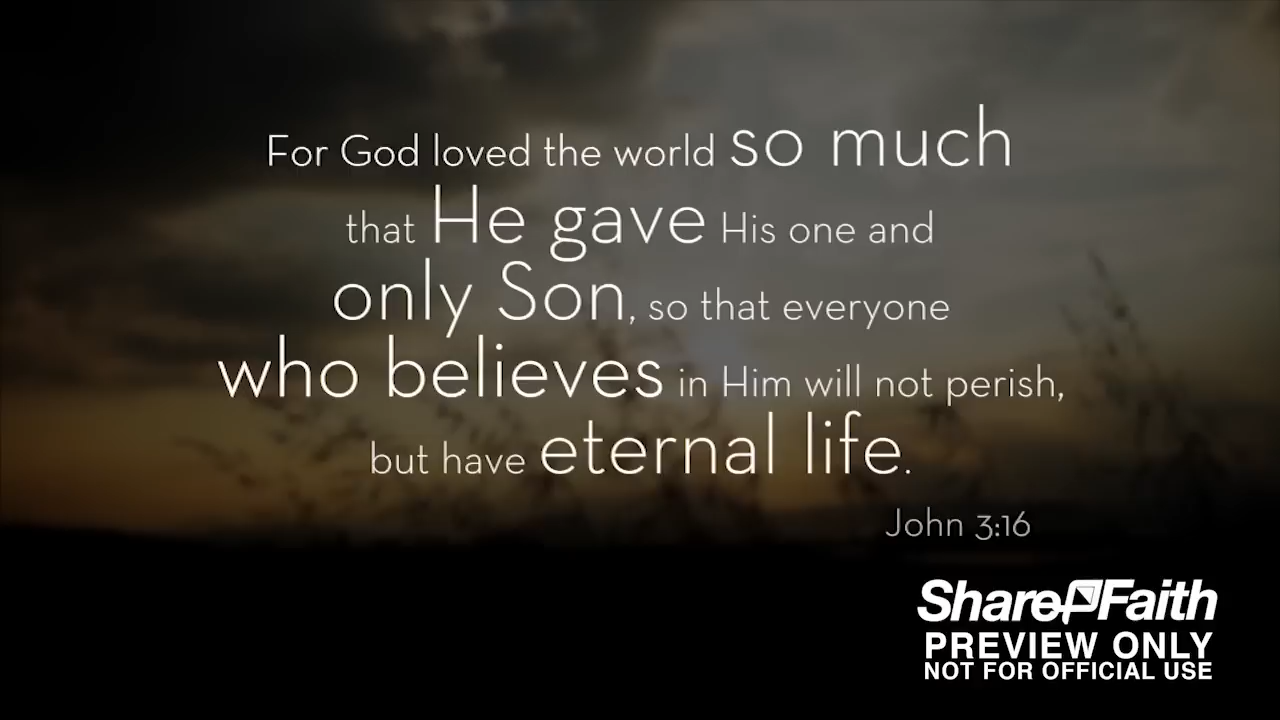 For God loved the world so much
that He gave His one and
only Son, so that everyone
who believes in Him will not perish,
but have eternal life.
John 3:16
ShareFaith
PREVIEW ONLY
NOT FOR OFFICIAL USE